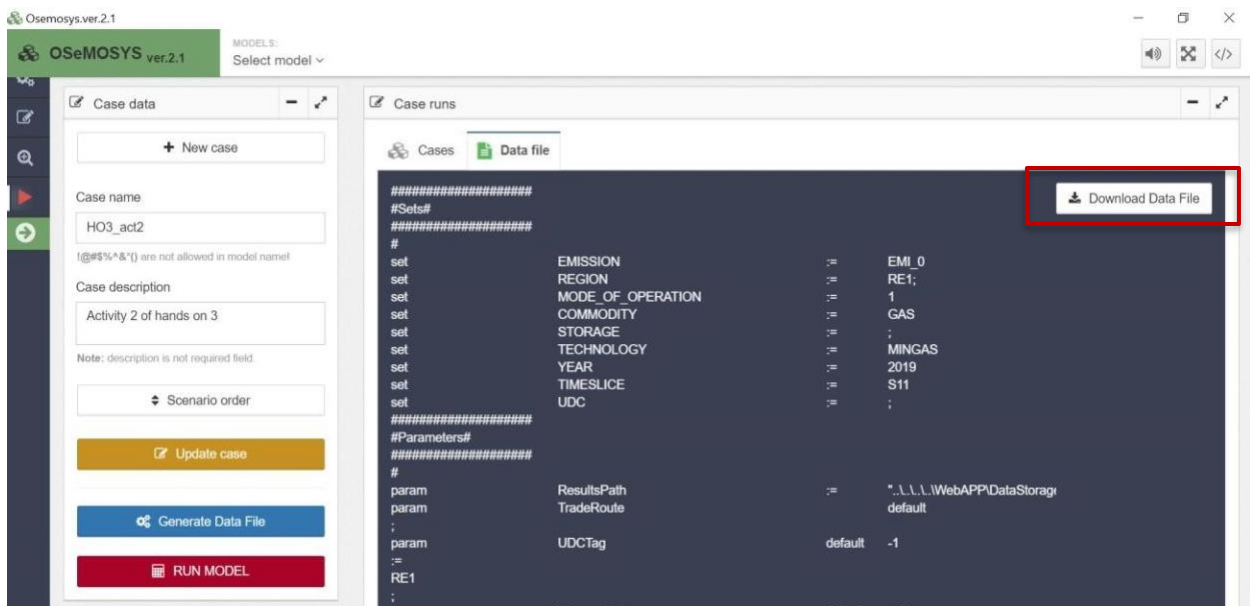 Osemosys.ver.2.1
OSeMOSYS ver.2.1
MODELS:
Select model
Case data
New case
Case name
HO3_act2
!@#$%^&*() are not allowed in model name!
Case description
Activity 2 of hands on 3
Note: description is not required field.
Scenario order
Update case
Generate Data File
RUN MODEL
Case runs
Cases Data file
Download Data File
####################
#Sets#
####################
#
set EMISSION := EMI_0
set REGION := RE1;
set MODE_OF_OPERATION := 1
set COMMODITY := GAS
set STORAGE := ;
set TECHNOLOGY := MINGAS
set YEAR := 2019
set TIMESLICE := S11
set UDC := ;
####################
#Parameters#
####################
#
param ResultsPath := "..\..\..\..\WebAPP\DataStorage
param TradeRoute default
;
param UDCTag default -1
:=
RE1
;